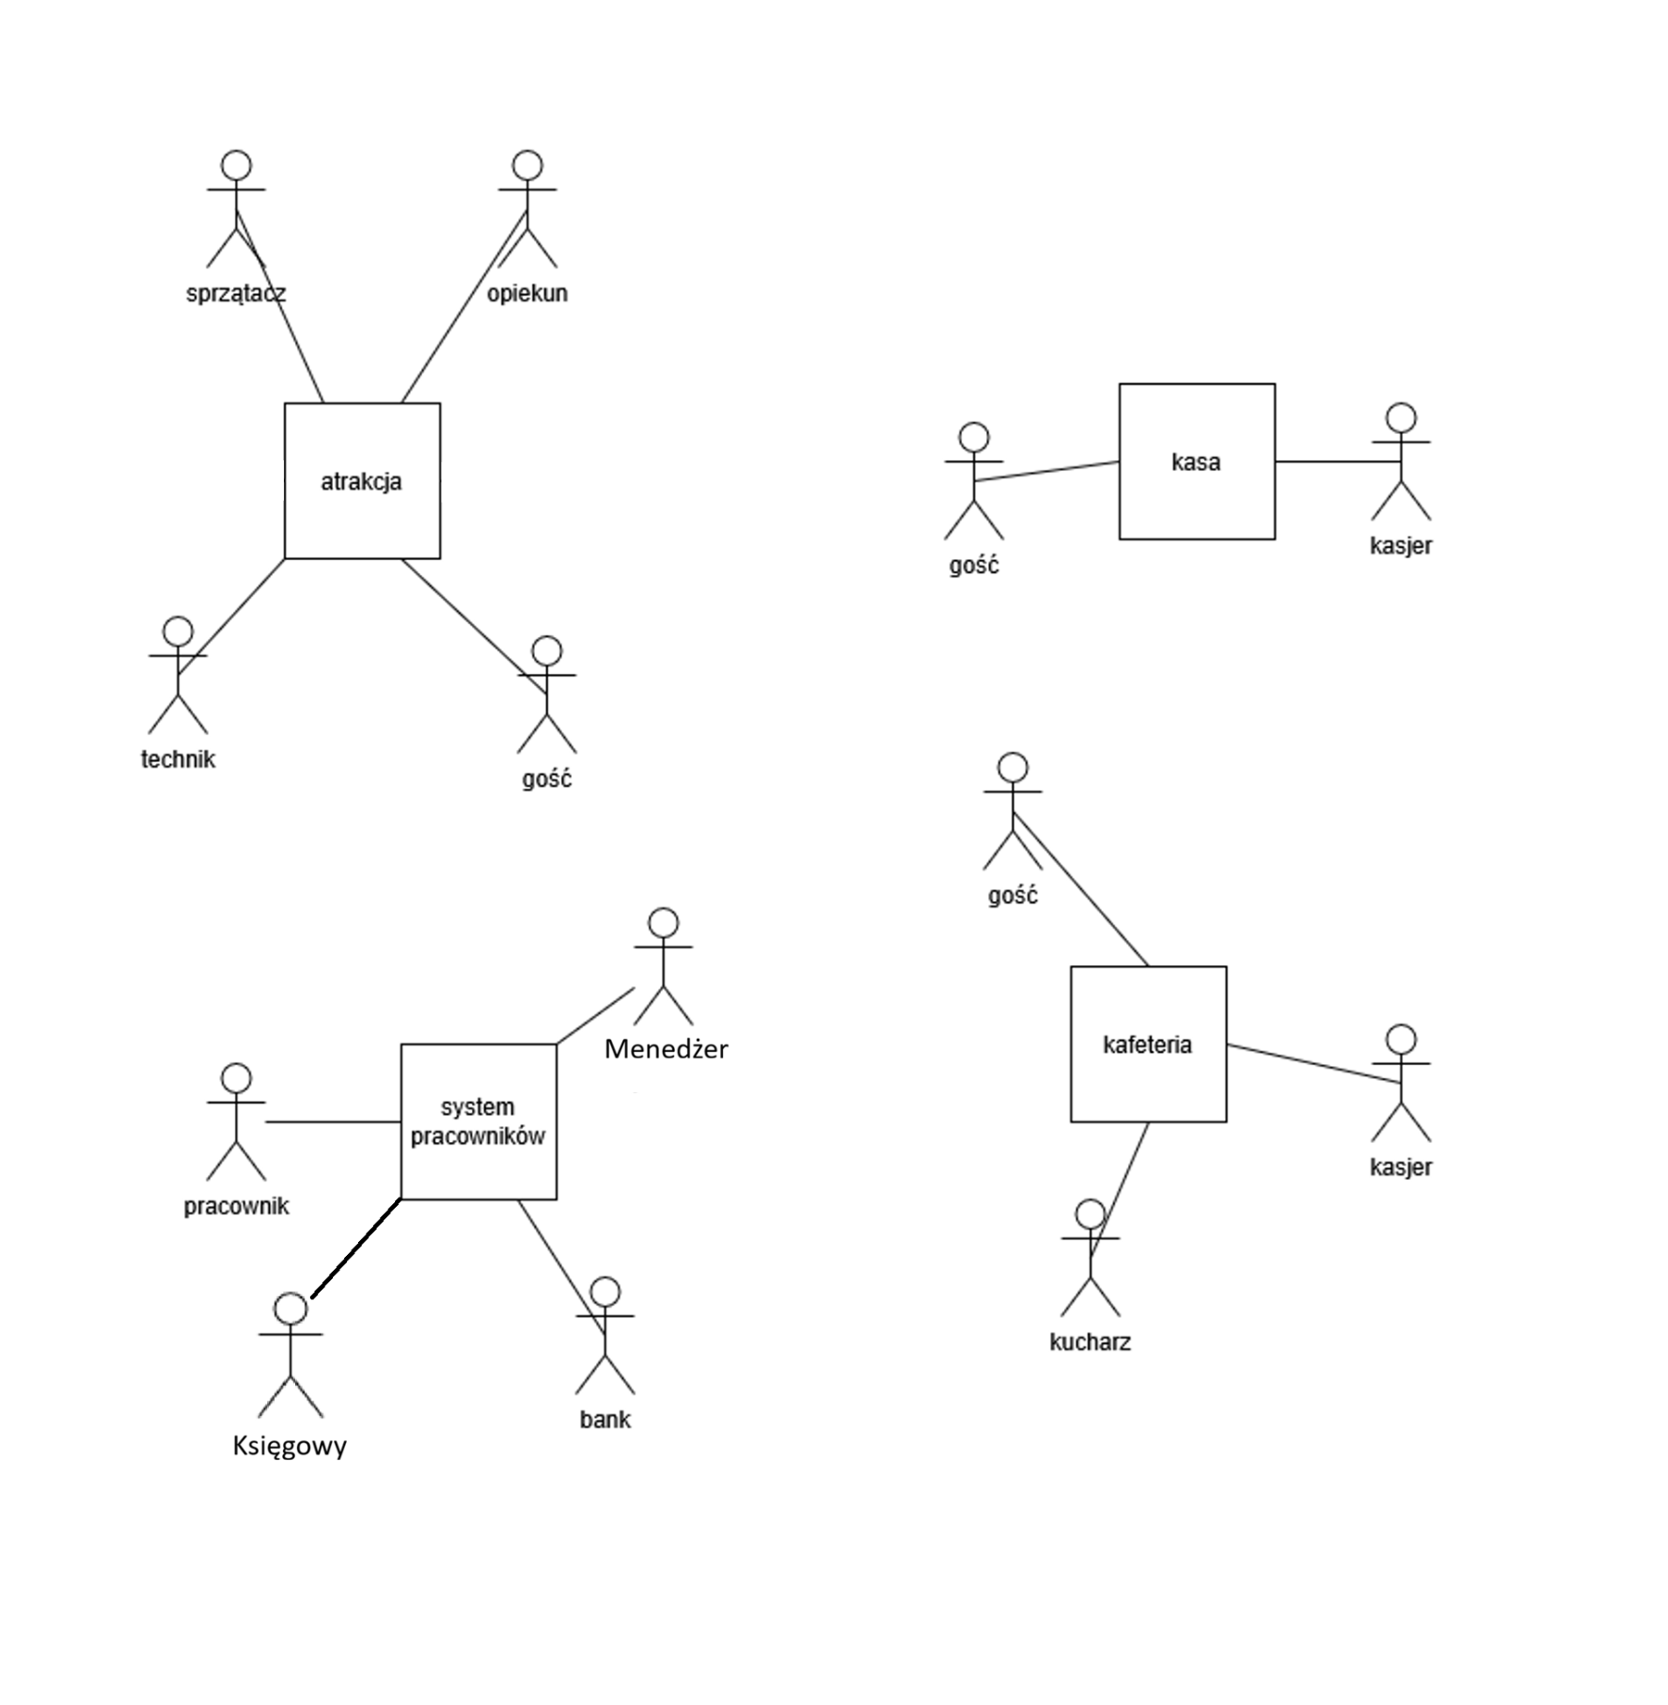 sprzątacz
opiekun
atrakcja
technik
gość
kasa
gość
kasjer
Menedżer
system
pracowników
pracownik
Księgowy
bank
gość
kafeteria
kasjer
kucharz